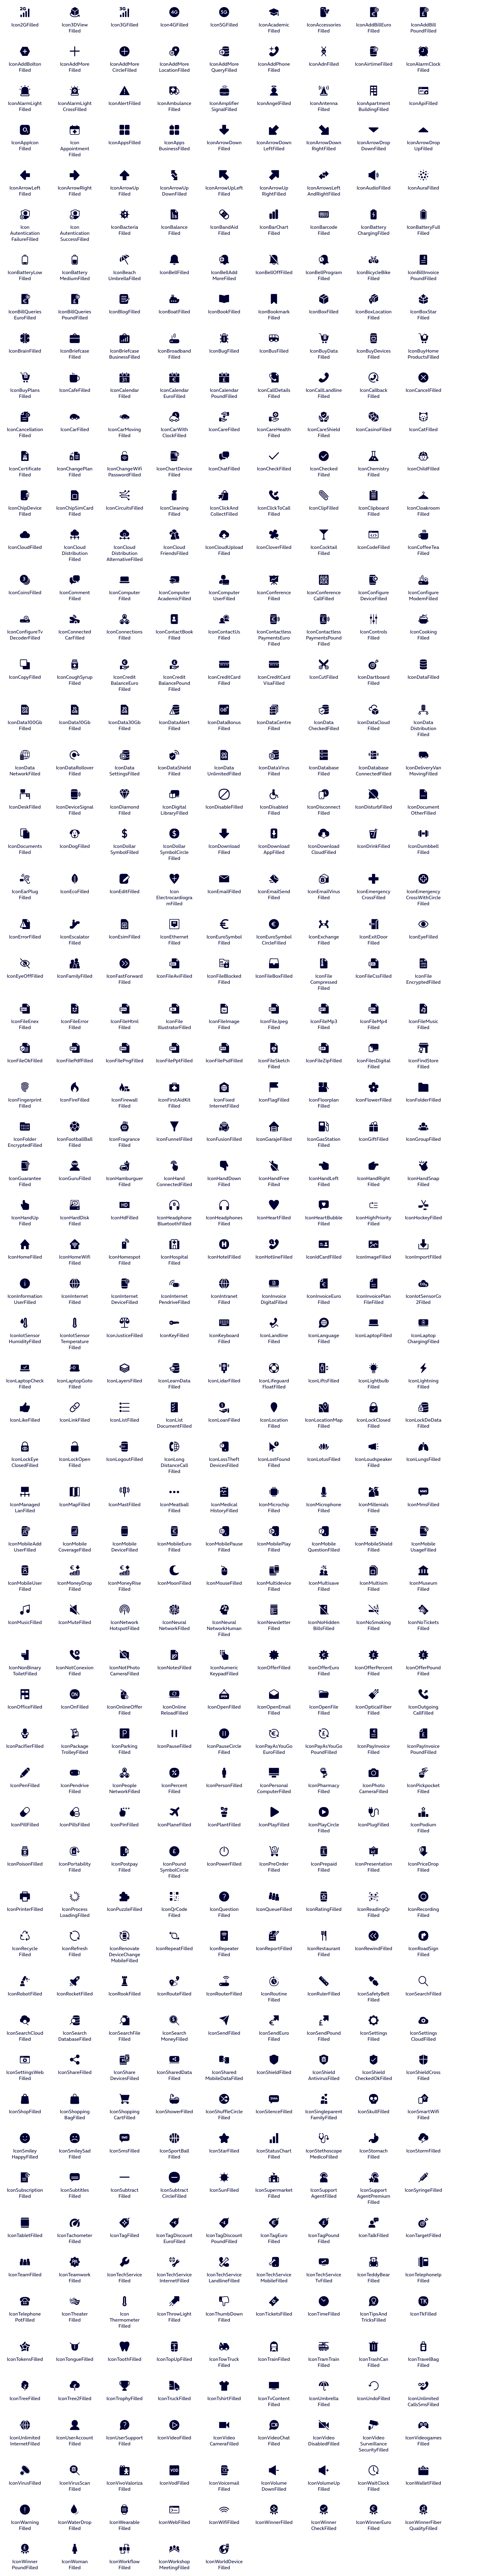 Icon2GFilled Icon3DView Filled Icon3GFilled Icon4GFilled Icon5GFilled IconAcademic Filled IconAccessories Filled IconAddBillEuro Filled IconAddBill PoundFilled
IconAddBolton Filled IconAddMore Filled IconAddMore CircleFilled IconAddMore LocationFilled IconAddMore QueryFilled IconAddPhone Filled IconAdnFilled IconAirtimeFilled IconAlarmClock Filled
IconAlarmLight Filled IconAlarmLight CrossFilled IconAlertFilled IconAmbulance Filled IconAmplifier SignalFilled IconAngelFilled IconAntenna Filled IconApartment BuildingFilled IconApiFilled
IconAppIcon Filled Icon Appointment Filled IconAppsFilled IconApps BusinessFilled IconArrowDown Filled IconArrowDown LeftFilled IconArrowDown RightFilled IconArrowDrop DownFilled IconArrowDrop UpFilled
IconArrowLeft Filled IconArrowRight Filled IconArrowUp Filled IconArrowUp DownFilled IconArrowUpLeft Filled IconArrowUp RightFilled IconArrowsLeft AndRightFilled IconAudioFilled IconAuraFilled
Icon Autentication FailureFilled Icon Autentication SuccessFilled IconBacteria Filled IconBalance Filled IconBandAid Filled IconBarChart Filled IconBarcode Filled IconBattery ChargingFilled IconBatteryFull Filled
IconBatteryLow Filled IconBattery MediumFilled IconBeach UmbrellaFilled IconBellFilled IconBellAdd MoreFilled IconBellOffFilled IconBellProgram Filled IconBicycleBike Filled IconBillInvoice PoundFilled
IconBillQueries EuroFilled IconBillQueries PoundFilled IconBlogFilled IconBoatFilled IconBookFilled IconBookmark Filled IconBoxFilled IconBoxLocation Filled IconBoxStar Filled
IconBrainFilled IconBriefcase Filled IconBriefcase BusinessFilled IconBroadband Filled IconBugFilled IconBusFilled IconBuyData Filled IconBuyDevices Filled IconBuyHome ProductsFilled
IconBuyPlans Filled IconCafeFilled IconCalendar Filled IconCalendar EuroFilled IconCalendar PoundFilled IconCallDetails Filled IconCallLandline Filled IconCallback Filled IconCancelFilled
IconCancellation Filled IconCarFilled IconCarMoving Filled IconCarWith ClockFilled IconCareFilled IconCareHealth Filled IconCareShield Filled IconCasinoFilled IconCatFilled
IconCertificate Filled IconChangePlan Filled IconChangeWifi PasswordFilled IconChartDevice Filled IconChatFilled IconCheckFilled IconChecked Filled IconChemistry Filled IconChildFilled
IconChipDevice Filled IconChipSimCard Filled IconCircuitsFilled IconCleaning Filled IconClickAnd CollectFilled IconClickToCall Filled IconClipFilled IconClipboard Filled IconCloakroom Filled
IconCloudFilled IconCloud Distribution Filled IconCloud Distribution AlternativeFilled IconCloud FriendsFilled IconCloudUpload Filled IconCloverFilled IconCocktail Filled IconCodeFilled IconCoffeeTea Filled
IconCoinsFilled IconComment Filled IconComputer Filled IconComputer AcademicFilled IconComputer UserFilled IconConference Filled IconConference CallFilled IconConfigure DeviceFilled IconConfigure ModemFilled
IconConfigureTv DecoderFilled IconConnected CarFilled IconConnections Filled IconContactBook Filled IconContactUs Filled IconContactless PaymentsEuro Filled IconContactless PaymentsPound Filled IconControls Filled IconCooking Filled
IconCopyFilled IconCoughSyrup Filled IconCredit BalanceEuro Filled IconCredit BalancePound Filled IconCreditCard Filled IconCreditCard VisaFilled IconCutFilled IconDartboard Filled IconDataFilled
IconData100Gb Filled IconData10Gb Filled IconData30Gb Filled IconDataAlert Filled IconDataBonus Filled IconDataCentre Filled IconData CheckedFilled IconDataCloud Filled IconData Distribution Filled
IconData NetworkFilled IconDataRollover Filled IconData SettingsFilled IconDataShield Filled IconData UnlimitedFilled IconDataVirus Filled IconDatabase Filled IconDatabase ConnectedFilled IconDeliveryVan MovingFilled
IconDeskFilled IconDeviceSignal Filled IconDiamond Filled IconDigital LibraryFilled IconDisableFilled IconDisabled Filled IconDisconnect Filled IconDisturbFilled IconDocument OtherFilled
IconDocuments Filled IconDogFilled IconDollar SymbolFilled IconDollar SymbolCircle Filled IconDownload Filled IconDownload AppFilled IconDownload CloudFilled IconDrinkFilled IconDumbbell Filled
IconEarPlug Filled IconEcoFilled IconEditFilled Icon Electrocardiogra mFilled IconEmailFilled IconEmailSend Filled IconEmailVirus Filled IconEmergency CrossFilled IconEmergency CrossWithCircle Filled
IconErrorFilled IconEscalator Filled IconEsimFilled IconEthernet Filled IconEuroSymbol Filled IconEuroSymbol CircleFilled IconExchange Filled IconExitDoor Filled IconEyeFilled
IconEyeOffFilled IconFamilyFilled IconFastForward Filled IconFileAviFilled IconFileBlocked Filled IconFileBoxFilled IconFile Compressed Filled IconFileCssFilled IconFile EncryptedFilled
IconFileEnex Filled IconFileError Filled IconFileHtml Filled IconFile IllustratorFilled IconFileImage Filled IconFileJpeg Filled IconFileMp3 Filled IconFileMp4 Filled IconFileMusic Filled
IconFileOkFilled IconFilePdfFilled IconFilePngFilled IconFilePptFilled IconFilePsdFilled IconFileSketch Filled IconFileZipFilled IconFilesDigital Filled IconFindStore Filled
IconFingerprint Filled IconFireFilled IconFirewall Filled IconFirstAidKit Filled IconFixed InternetFilled IconFlagFilled IconFloorplan Filled IconFlowerFilled IconFolderFilled
IconFolder EncryptedFilled IconFootballBall Filled IconFragrance Filled IconFunnelFilled IconFusionFilled IconGarajeFilled IconGasStation Filled IconGiftFilled IconGroupFilled
IconGuarantee Filled IconGuruFilled IconHamburguer Filled IconHand ConnectedFilled IconHandDown Filled IconHandFree Filled IconHandLeft Filled IconHandRight Filled IconHandSnap Filled
IconHandUp Filled IconHardDisk Filled IconHdFilled IconHeadphone BluetoothFilled IconHeadphones Filled IconHeartFilled IconHeartBubble Filled IconHighPriority Filled IconHockeyFilled
IconHomeFilled IconHomeWifi Filled IconHomespot Filled IconHospital Filled IconHotelFilled IconHotlineFilled IconIdCardFilled IconImageFilled IconImportFilled
IconInformation UserFilled IconInternet Filled IconInternet DeviceFilled IconInternet PendriveFilled IconIntranet Filled IconInvoice DigitalFilled IconInvoiceEuro Filled IconInvoicePlan FileFilled IconIotSensorCo 2Filled
IconIotSensor HumidityFilled IconIotSensor Temperature Filled IconJusticeFilled IconKeyFilled IconKeyboard Filled IconLandline Filled IconLanguage Filled IconLaptopFilled IconLaptop ChargingFilled
IconLaptopCheck Filled IconLaptopGoto Filled IconLayersFilled IconLearnData Filled IconLidarFilled IconLifeguard FloatFilled IconLiftsFilled IconLightbulb Filled IconLightning Filled
IconLikeFilled IconLinkFilled IconListFilled IconList DocumentFilled IconLoanFilled IconLocation Filled IconLocationMap Filled IconLockClosed Filled IconLockDeData Filled
IconLockEye ClosedFilled IconLockOpen Filled IconLogoutFilled IconLong DistanceCall Filled IconLossTheft DevicesFilled IconLostFound Filled IconLotusFilled IconLoudspeaker Filled IconLungsFilled
IconManaged LanFilled IconMapFilled IconMastFilled IconMeatball Filled IconMedical HistoryFilled IconMicrochip Filled IconMicrophone Filled IconMillenials Filled IconMmsFilled
IconMobileAdd UserFilled IconMobile CoverageFilled IconMobile DeviceFilled IconMobileEuro Filled IconMobilePause Filled IconMobilePlay Filled IconMobile QuestionFilled IconMobileShield Filled IconMobile UsageFilled
IconMobileUser Filled IconMoneyDrop Filled IconMoneyRise Filled IconMoonFilled IconMouseFilled IconMultidevice Filled IconMultisave Filled IconMultisim Filled IconMuseum Filled
IconMusicFilled IconMuteFilled IconNetwork HotspotFilled IconNeural NetworkFilled IconNeural NetworkHuman Filled IconNewsletter Filled IconNoHidden BillsFilled IconNoSmoking Filled IconNoTickets Filled
IconNonBinary ToiletFilled IconNotConexion Filled IconNotPhoto CameraFilled IconNotesFilled IconNumeric KeypadFilled IconOfferFilled IconOfferEuro Filled IconOfferPercent Filled IconOfferPound Filled
IconOfficeFilled IconOnFilled IconOnlineOffer Filled IconOnline ReloadFilled IconOpenFilled IconOpenEmail Filled IconOpenFile Filled IconOpticalFiber Filled IconOutgoing CallFilled
IconPacifierFilled IconPackage TrolleyFilled IconParking Filled IconPauseFilled IconPauseCircle Filled IconPayAsYouGo EuroFilled IconPayAsYouGo PoundFilled IconPayInvoice Filled IconPayInvoice PoundFilled
IconPenFilled IconPendrive Filled IconPeople NetworkFilled IconPercent Filled IconPersonFilled IconPersonal ComputerFilled IconPharmacy Filled IconPhoto CameraFilled IconPickpocket Filled
IconPillFilled IconPillsFilled IconPinFilled IconPlaneFilled IconPlantFilled IconPlayFilled IconPlayCircle Filled IconPlugFilled IconPodium Filled
IconPoisonFilled IconPortability Filled IconPostpay Filled IconPound SymbolCircle Filled IconPowerFilled IconPreOrder Filled IconPrepaid Filled IconPresentation Filled IconPriceDrop Filled
IconPrinterFilled IconProcess LoadingFilled IconPuzzleFilled IconQrCode Filled IconQuestion Filled IconQueueFilled IconRatingFilled IconReadingQr Filled IconRecording Filled
IconRecycle Filled IconRefresh Filled IconRenovate DeviceChange MobileFilled IconRepeatFilled IconRepeater Filled IconReportFilled IconRestaurant Filled IconRewindFilled IconRoadSign Filled
IconRobotFilled IconRocketFilled IconRookFilled IconRouteFilled IconRouterFilled IconRoutine Filled IconRulerFilled IconSafetyBelt Filled IconSearchFilled
IconSearchCloud Filled IconSearch DatabaseFilled IconSearchFile Filled IconSearch MoneyFilled IconSendFilled IconSendEuro Filled IconSendPound Filled IconSettings Filled IconSettings CloudFilled
IconSettingsWeb Filled IconShareFilled IconShare DevicesFilled IconSharedData Filled IconShared MobileDataFilled IconShieldFilled IconShield AntivirusFilled IconShield CheckedOkFilled IconShieldCross Filled
IconShopFilled IconShopping BagFilled IconShopping CartFilled IconShowerFilled IconShuffleCircle Filled IconSilenceFilled IconSingleparent FamilyFilled IconSkullFilled IconSmartWifi Filled
IconSmiley HappyFilled IconSmileySad Filled IconSmsFilled IconSportBall Filled IconStarFilled IconStatusChart Filled IconStethoscope MedicoFilled IconStomach Filled IconStormFilled
IconSubscription Filled IconSubtitles Filled IconSubtract Filled IconSubtract CircleFilled IconSunFilled IconSupermarket Filled IconSupport AgentFilled IconSupport AgentPremium Filled IconSyringeFilled
IconTabletFilled IconTachometer Filled IconTagFilled IconTagDiscount EuroFilled IconTagDiscount PoundFilled IconTagEuro Filled IconTagPound Filled IconTalkFilled IconTargetFilled
IconTeamFilled IconTeamwork Filled IconTechService Filled IconTechService InternetFilled IconTechService LandlineFilled IconTechService MobileFilled IconTechService TvFilled IconTeddyBear Filled IconTelephoneIp Filled
IconTelephone PotFilled IconTheater Filled Icon Thermometer Filled IconThrowLight Filled IconThumbDown Filled IconTicketsFilled IconTimeFilled IconTipsAnd TricksFilled IconTkFilled
IconTokensFilled IconTongueFilled IconToothFilled IconTopUpFilled IconTowTruck Filled IconTrainFilled IconTramTrain Filled IconTrashCan Filled IconTravelBag Filled
IconTreeFilled IconTree2Filled IconTrophyFilled IconTruckFilled IconTshirtFilled IconTvContent Filled IconUmbrella Filled IconUndoFilled IconUnlimited CallsSmsFilled
IconUnlimited InternetFilled IconUserAccount Filled IconUserSupport Filled IconVideoFilled IconVideo CameraFilled IconVideoChat Filled IconVideo DisabledFilled IconVideo Surveillance SecurityFilled IconVideogames Filled
IconVirusFilled IconVirusScan Filled IconVivoValoriza Filled IconVodFilled IconVoicemail Filled IconVolume DownFilled IconVolumeUp Filled IconWaitClock Filled IconWalletFilled
IconWarning Filled IconWaterDrop Filled IconWearable Filled IconWebFilled IconWifiFilled IconWinnerFilled IconWinner CheckFilled IconWinnerEuro Filled IconWinnerFiber QualityFilled
IconWinner PoundFilled IconWoman Filled IconWorkflow Filled IconWorkshop MeetingFilled IconWorldDevice Filled